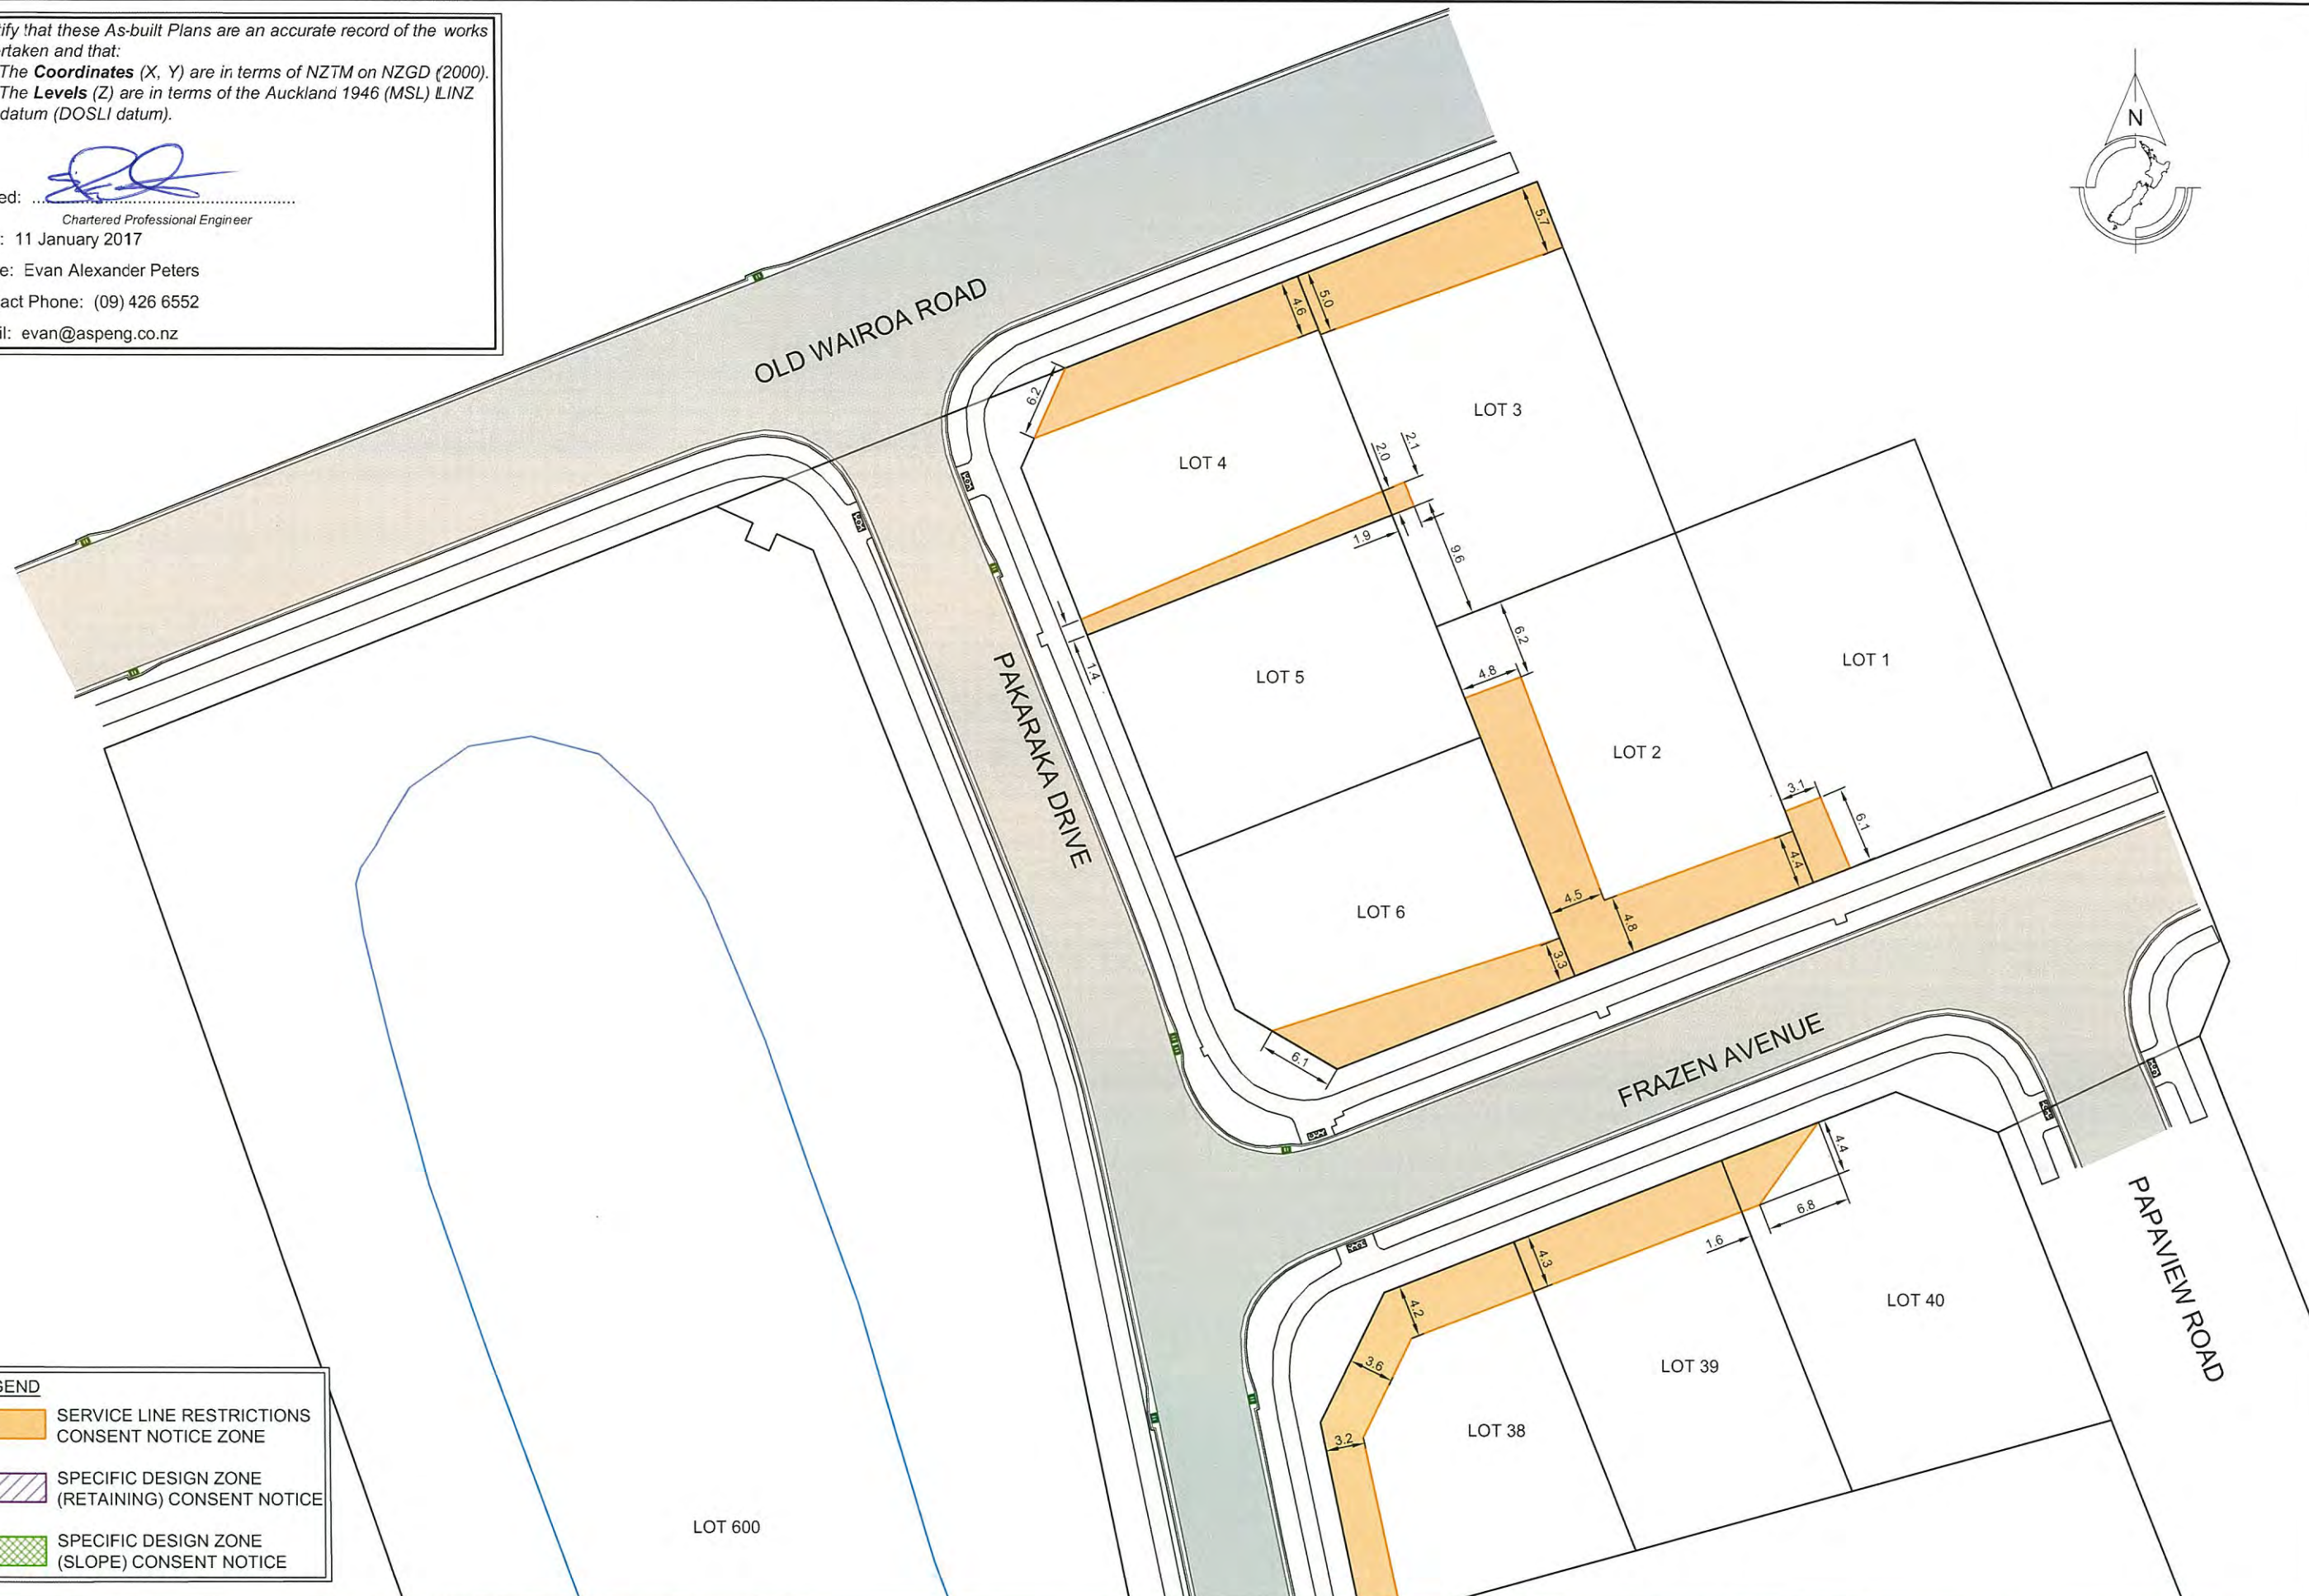 ify that these As-built Plans are an accurate record of the works
rtaken and that:
The Coordinates (X, Y) are in terms of NZTM on NZGD (2000).
The Levels (Z) are in terms of the Auckland 1946 (MSL) LINZ
datum (DOSLI datum).
ed:
Chartered Professional Engineer
: 11 January 2017
e: Evan Alexander Peters
act Phone: (09) 426 6552
il: evan@aspeng.co.nz
N
OLD WAIROA ROAD
5.7
5.0
4.6
6.2
LOT 3
LOT 4
2.0
2.1
1.9
9.6
1.4
6.2
4.8
LOT 5
PAKARAKA DRIVE
LOT 1
LOT 2
3.1
6.1
4.4
4.5
4.8
LOT 6
3.3
6.1
FRAZEN AVENUE
4.4
6.8
1.6
4.3
4.2
3.6
3.2
LOT 40
LOT 39
LOT 38
PAPAVIEW ROAD
LOT 600
GEND
SERVICE LINE RESTRICTIONS
CONSENT NOTICE ZONE
SPECIFIC DESIGN ZONE
(RETAINING) CONSENT NOTICE
SPECIFIC DESIGN ZONE
(SLOPE) CONSENT NOTICE